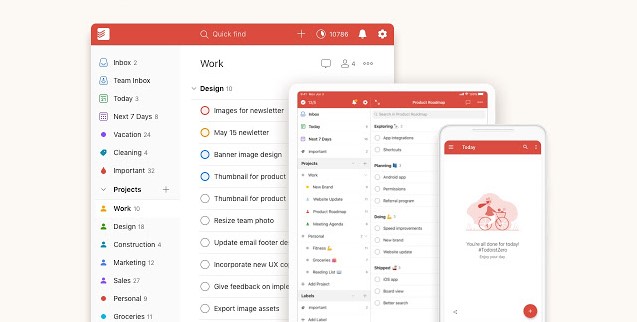 Quick find
10786
Inbox 2
Team Inbox
Today 3
Next 7 Days 8
Vacation 24
Cleaning 4
Important 32
Projects
Work 10
Design 18
Construction 4
Marketing 12
Sales 27
Personal 9
Groceries 11
Work
4
Design 10
Images for newsletter
May 15 newletter
Banner image design
Thumbnail for product
Thumbnail for product
Resize team photo
Update email footer de
Incorporate new UX co
Give feedback on imple
Export image assets
Product Roadmap
Inbox
Today
Next 7 Days
Important
Projects
Work
New Brand
Website Update
Product Roadmap
Meeting Agenda
Personal
Fitness
Groceries
Reading List
Add Project
Labels
Add Label
Search in Product Roadmap
Exploring
App integrations
Shortcuts
Planning
Android app
Permissions
Referral program
Doing
Speed improvements
New brand
Website update
Shipped
iOS app
Board view
Better search
Today
You're all done for today!
#TodoistZero
Enjoy your day